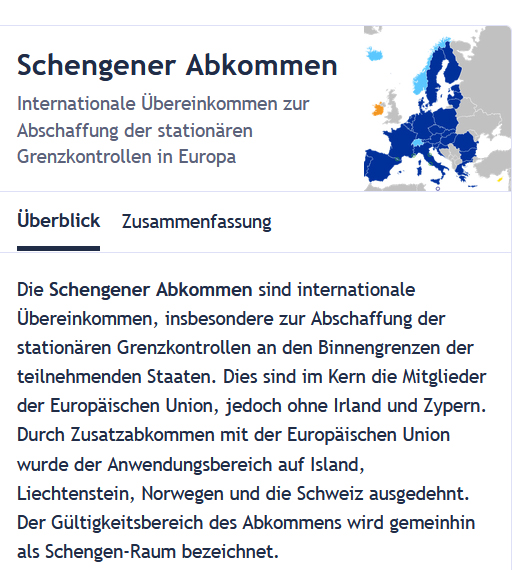 Schengener Abkommen
Internationale Übereinkommen zur
Abschaffung der stationären
Grenzkontrollen in Europa
Überblick Zusammenfassung
Die Schengener Abkommen sind internationale
Übereinkommen, insbesondere zur Abschaffung der
stationären Grenzkontrollen an den Binnengrenzen der
teilnehmenden Staaten. Dies sind im Kern die Mitglieder
der Europäischen Union, jedoch ohne Irland und Zypern.
Durch Zusatzabkommen mit der Europäischen Union
wurde der Anwendungsbereich auf Island,
Liechtenstein, Norwegen und die Schweiz ausgedehnt.
Der Gültigkeitsbereich des Abkommens wird gemeinhin
als Schengen-Raum bezeichnet.